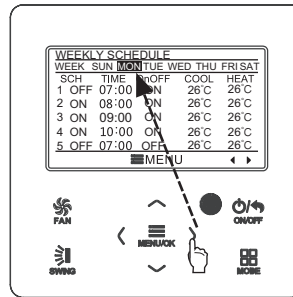 WEEKLY SCHEDULE
WEEK SUN MON TUE WED THU FRI SAT
SCH TIME OnOFF COOL HEAT
1 OFF 07:00 ON 26°C 26°C
2 ON 08:00 ON 26°C 26°C
3 ON 09:00 ON 26°C 26°C
4 ON 10:00 ON 26°C 26°C
5 OFF 07:00 OFF 26°C 26°C
MENU
FAN
MENU/OK
ON/OFF
SWING
MODE